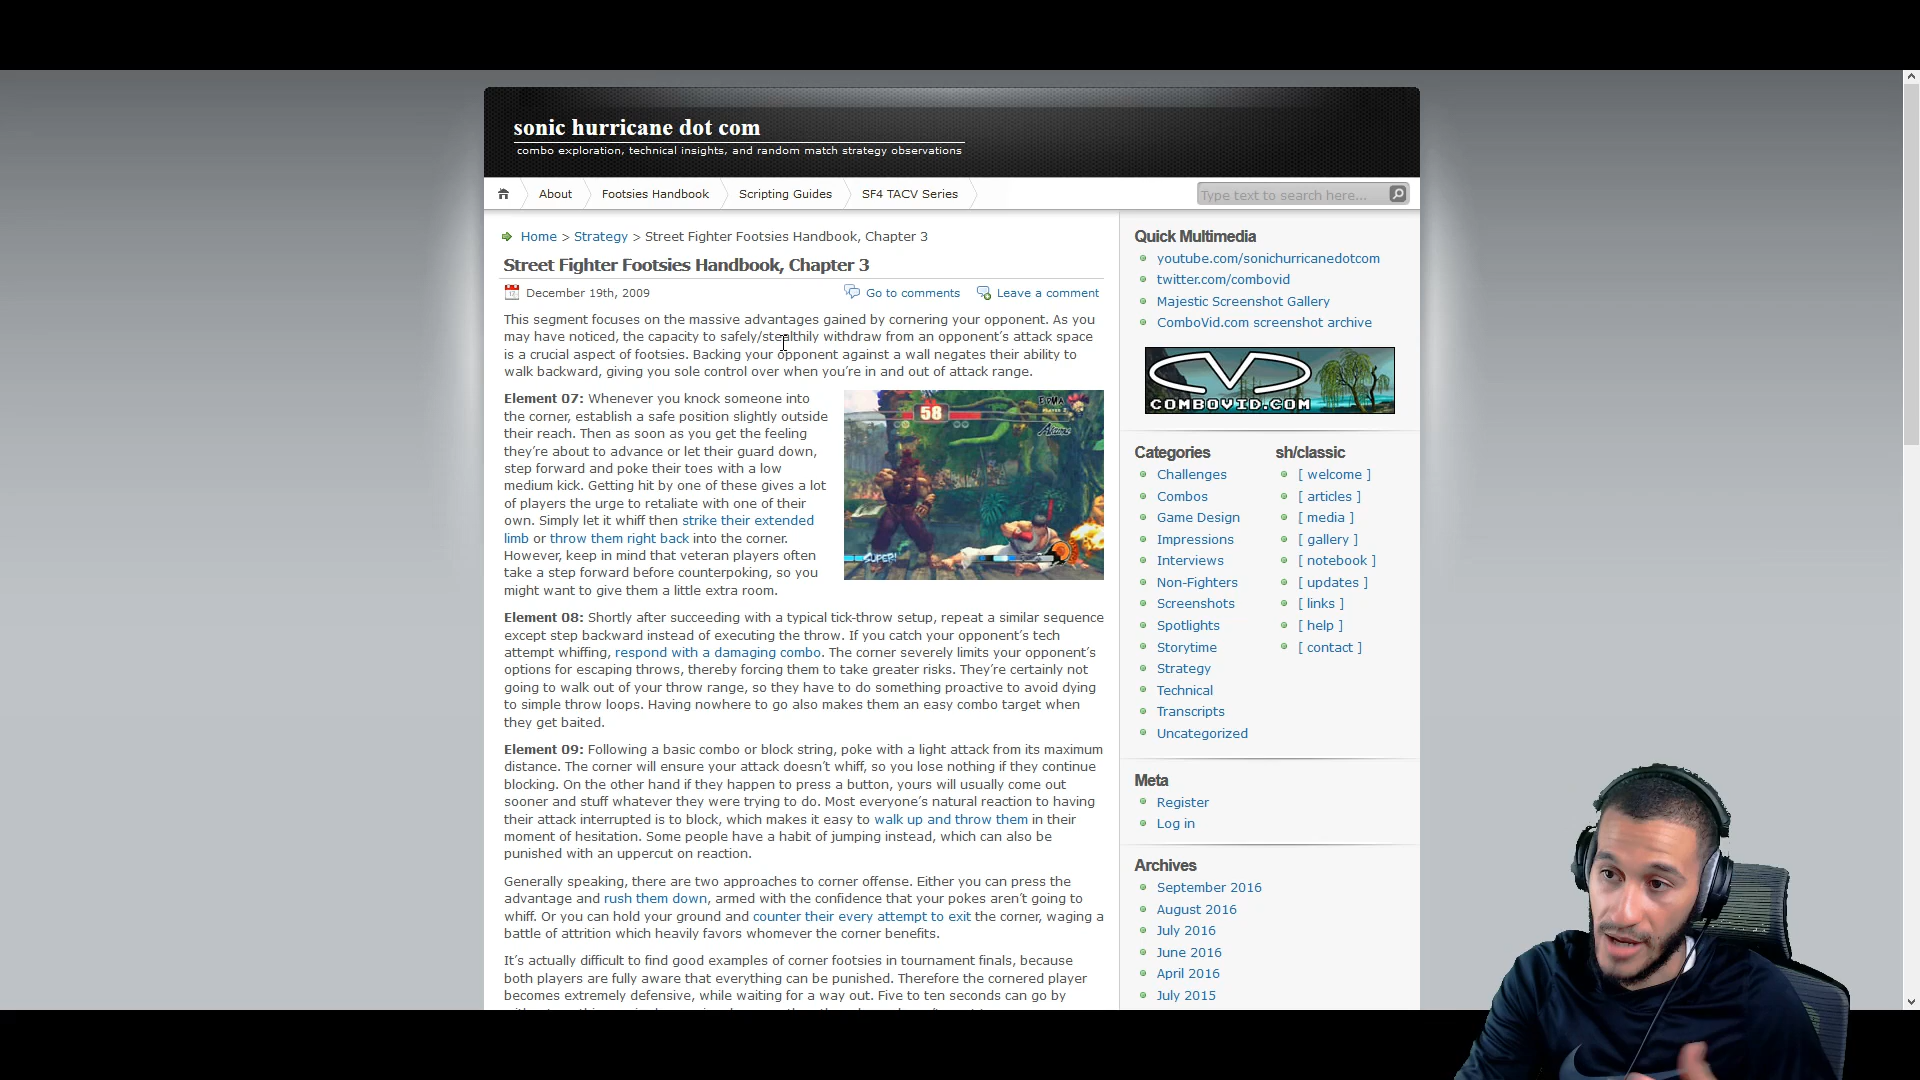 sonic hurricane dot com
combo exploration, technical insights, and random match strategy observations
About
Footsies Handbook
Scripting Guides
SF4 TACV Series
Type text to search here...
Home > Strategy > Street Fighter Footsies Handbook, Chapter 3
Street Fighter Footsies Handbook, Chapter 3
December 19th, 2009
Go to comments
Leave a comment
This segment focuses on the massive advantages gained by cornering your opponent. As you
may have noticed, the capacity to safely/stealthily withdraw from an opponent's attack space
is a crucial aspect of footsies. Backing your opponent against a wall negates their ability to
walk backward, giving you sole control over when you're in and out of attack range.
Element 07: Whenever you knock someone into
the corner, establish a safe position slightly outside
their reach. Then as soon as you get the feeling
they're about to advance or let their guard down,
step forward and poke their toes with a low
medium kick. Getting hit by one of these gives a lot
of players the urge to retaliate with one of their
own. Simply let it whiff then strike their extended
limb or throw them right back into the corner.
However, keep in mind that veteran players often
take a step forward before counterpoking, so you
might want to give them a little extra room.
58
SUPER!
Element 08: Shortly after succeeding with a typical tick-throw setup, repeat a similar sequence
except step backward instead of executing the throw. If you catch your opponent's tech
attempt whiffing, respond with a damaging combo. The corner severely limits your opponent's
options for escaping throws, thereby forcing them to take greater risks. They're certainly not
going to walk out of your throw range, so they have to do something proactive to avoid dying
to simple throw loops. Having nowhere to go also makes them an easy combo target when
they get baited.
Element 09: Following a basic combo or block string, poke with a light attack from its maximum
distance. The corner will ensure your attack doesn't whiff, so you lose nothing if they continue
blocking. On the other hand if they happen to press a button, yours will usually come out
sooner and stuff whatever they were trying to do. Most everyone's natural reaction to having
their attack interrupted is to block, which makes it easy to walk up and throw them in their
moment of hesitation. Some people have a habit of jumping instead, which can also be
punished with an uppercut on reaction.
Generally speaking, there are two approaches to corner offense. Either you can press the
advantage and rush them down, armed with the confidence that your pokes aren't going to
whiff. Or you can hold your ground and counter their every attempt to exit the corner, waging a
battle of attrition which heavily favors whomever the corner benefits.
It's actually difficult to find good examples of corner footsies in tournament finals, because
both players are fully aware that everything can be punished. Therefore the cornered player
becomes extremely defensive, while waiting for a way out. Five to ten seconds can go by
Quick Multimedia
youtube.com/sonichurricanedotcom
twitter.com/combovid
Majestic Screenshot Gallery
ComboVid.com screenshot archive
COMBOVID.COM
Categories
Challenges
Combos
Game Design
Impressions
Interviews
Non-Fighters
Screenshots
Spotlights
Storytime
Strategy
Technical
Transcripts
Uncategorized
sh/classic
[ welcome ]
[ articles ]
[ media ]
[ gallery ]
[ notebook ]
[ updates ]
[ links ]
[ help ]
[ contact ]
Meta
Register
Log in
Archives
September 2016
August 2016
July 2016
June 2016
April 2016
July 2015